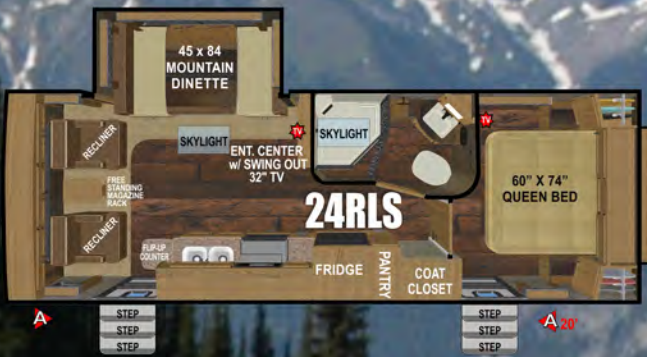 45 x 84
MOUNTAIN
DINETTE
RECLINER
SKYLIGHT
ENT. CENTER
w/ SWING OUT
32" TV
TV
SKYLIGHT
TV
60" X 74"
QUEEN BED
FREE
STANDING
MAGAZINE
RACK
24RLS
RECLINER
FLIP-UP
COUNTER
FRIDGE
PANTRY
COAT
CLOSET
A
STEP
STEP
STEP
STEP
STEP
STEP
A 20'